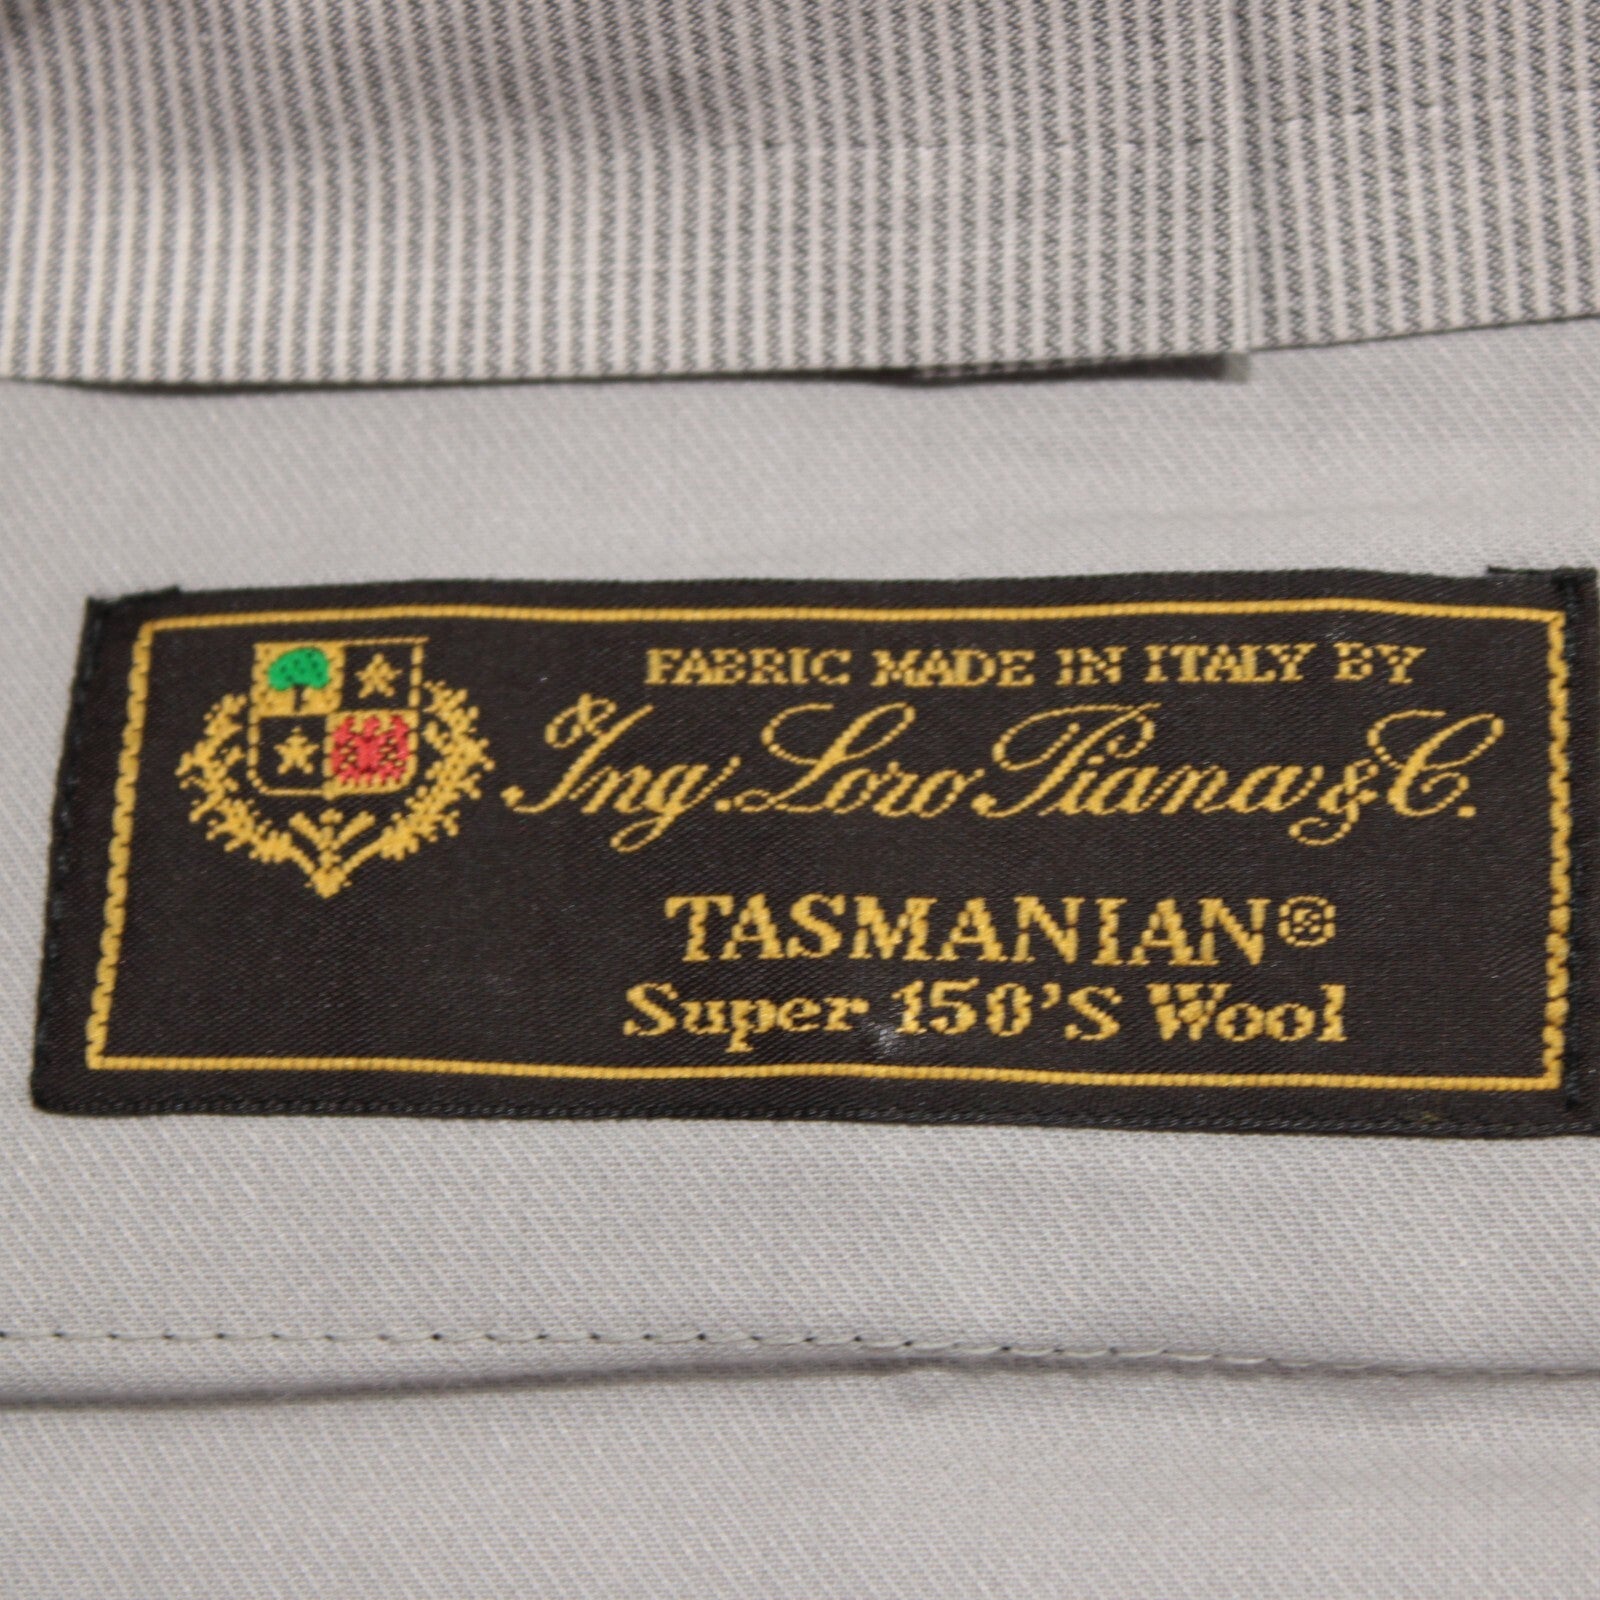 FABRIC MADE IN ITALY BY
Ing. Loro Piana & C.
TASMANIAN®
Super 150'S Wool